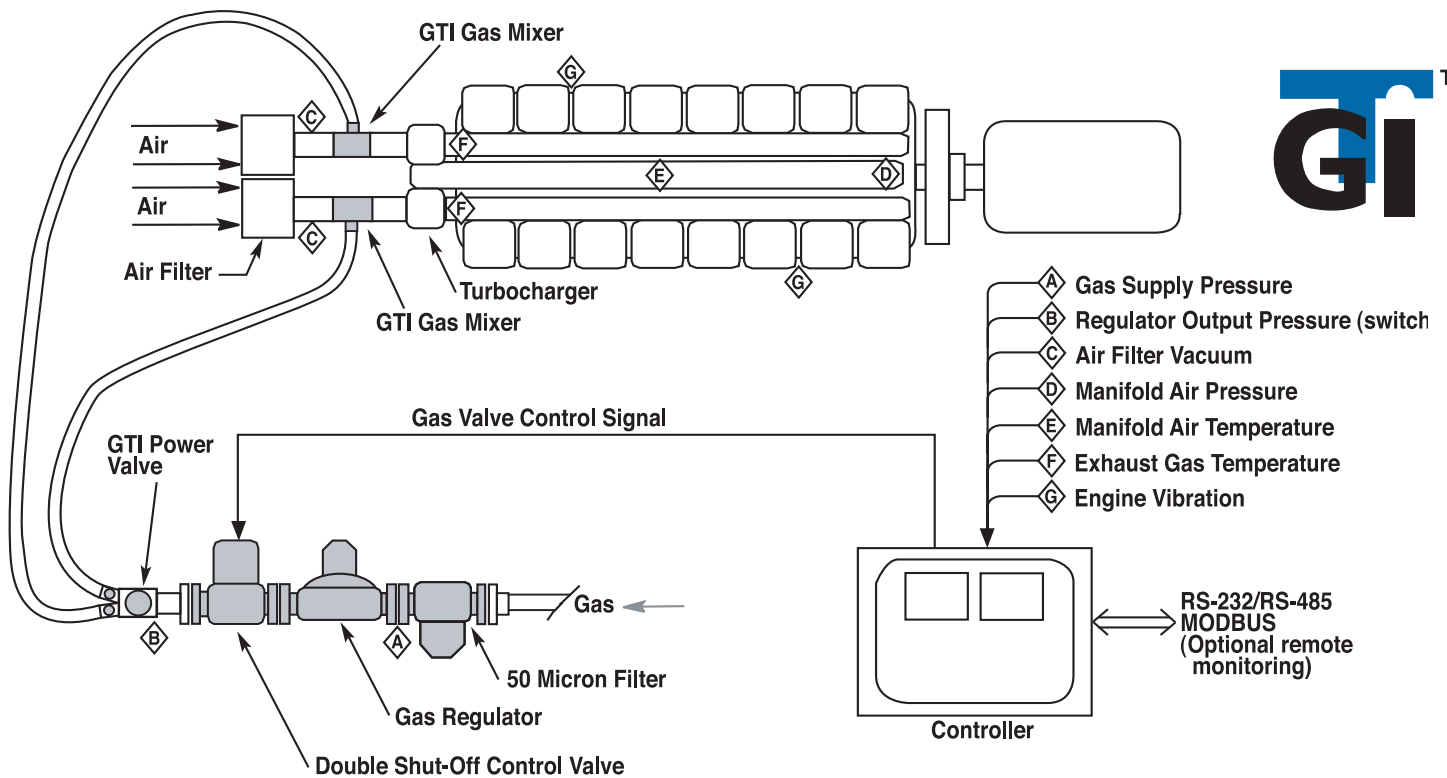 GTI Gas Mixer
G
T
GTi
C
Air
F
E
D
Air
F
C
Air Filter
Turbocharger
G
GTI Gas Mixer
A Gas Supply Pressure
B Regulator Output Pressure (switch
C Air Filter Vacuum
D Manifold Air Pressure
E Manifold Air Temperature
F Exhaust Gas Temperature
G Engine Vibration
Gas Valve Control Signal
GTI Power
Valve
Gas
B
A
RS-232/RS-485
MODBUS
(Optional remote
monitoring)
50 Micron Filter
Gas Regulator
Controller
Double Shut-Off Control Valve